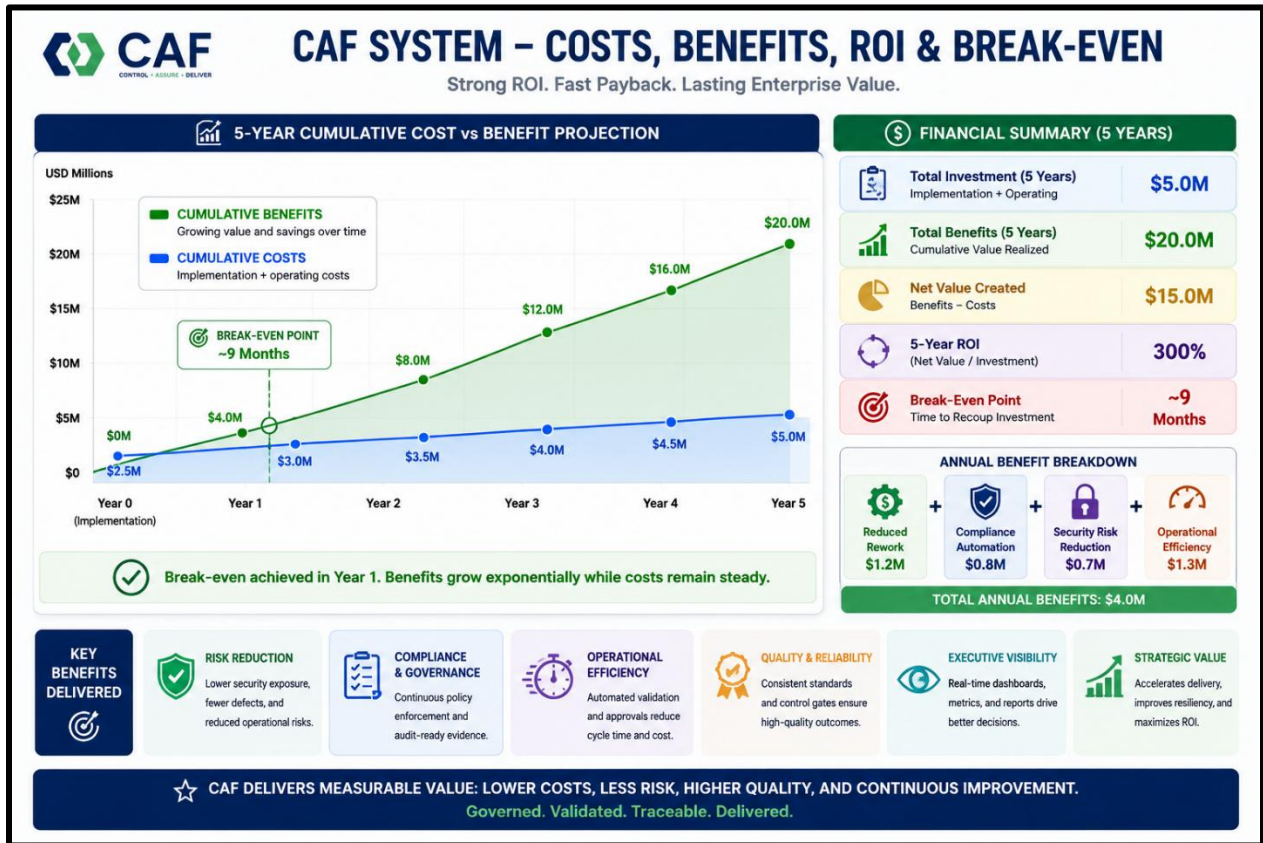 CAF
CONTROL • ASSURE • DELIVER
CAF SYSTEM – COSTS, BENEFITS, ROI & BREAK-EVEN
Strong ROI. Fast Payback. Lasting Enterprise Value.
5-YEAR CUMULATIVE COST vs BENEFIT PROJECTION
USD Millions
$25M
$20M
$15M
$10M
$5M
$0
CUMULATIVE BENEFITS
Growing value and savings over time
CUMULATIVE COSTS
Implementation + operating costs
BREAK-EVEN POINT
~9 Months
$0M
$4.0M
$8.0M
$12.0M
$16.0M
$20.0M
$2.5M
$3.0M
$3.5M
$4.0M
$4.5M
$5.0M
Year 0
(Implementation)
Year 1
Year 2
Year 3
Year 4
Year 5
Break-even achieved in Year 1. Benefits grow exponentially while costs remain steady.
$ FINANCIAL SUMMARY (5 YEARS)
Total Investment (5 Years)
Implementation + Operating
$5.0M
Total Benefits (5 Years)
Cumulative Value Realized
$20.0M
Net Value Created
Benefits – Costs
$15.0M
5-Year ROI
(Net Value / Investment)
300%
Break-Even Point
Time to Recoup Investment
~9
Months
ANNUAL BENEFIT BREAKDOWN
$
Reduced
Rework
$1.2M
+
Compliance
Automation
$0.8M
+
Security Risk
Reduction
$0.7M
+
Operational
Efficiency
$1.3M
TOTAL ANNUAL BENEFITS: $4.0M
KEY
BENEFITS
DELIVERED
RISK REDUCTION
Lower security exposure,
fewer defects, and
reduced operational risks.
COMPLIANCE
& GOVERNANCE
Continuous policy
enforcement and
audit-ready evidence.
OPERATIONAL
EFFICIENCY
Automated validation
and approvals reduce
cycle time and cost.
QUALITY & RELIABILITY
Consistent standards
and control gates ensure
high-quality outcomes.
EXECUTIVE VISIBILITY
Real-time dashboards,
metrics, and reports drive
better decisions.
STRATEGIC VALUE
Accelerates delivery,
improves resiliency, and
maximizes ROI.
CAF DELIVERS MEASURABLE VALUE: LOWER COSTS, LESS RISK, HIGHER QUALITY, AND CONTINUOUS IMPROVEMENT.
Governed. Validated. Traceable. Delivered.